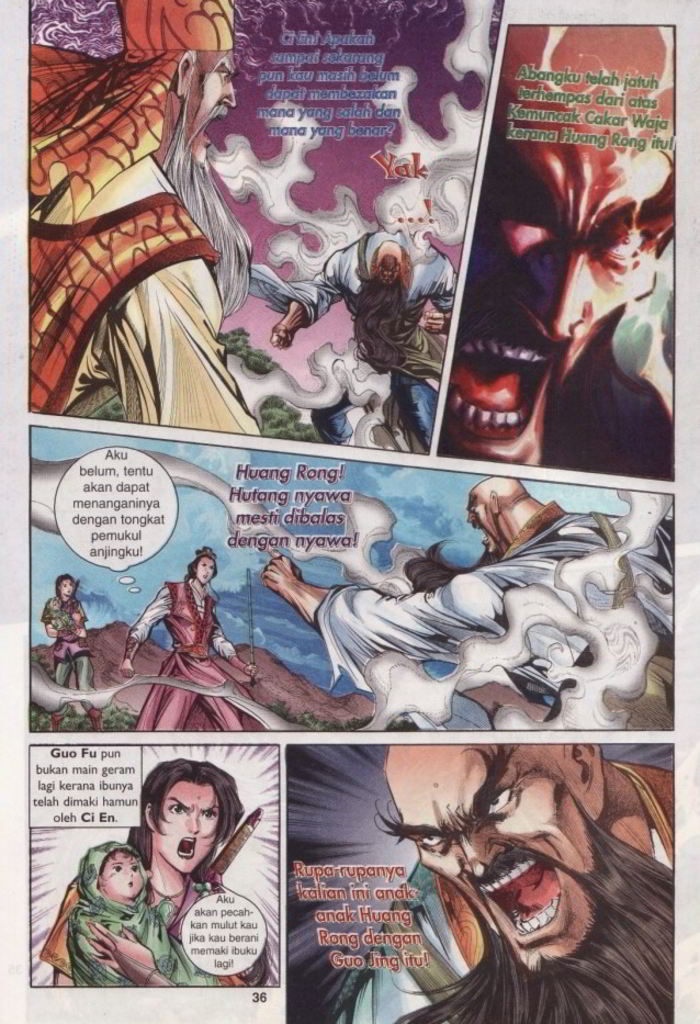 Ci En! Apakah
sampai sekarang
pun kau masih belum
dapat membezakan
mana yang salah dan
mana yang benar?
Yak
....!
Abangku telah jatuh
terhempas dari atas
Kemuncak Cakar Waja
kerana Huang Rong itu!
Aku
belum, tentu
akan dapat
menanganinya
dengan tongkat
pemukul
anjingku!
Huang Rong!
Hutang nyawa
mesti dibalas
dengan nyawa!
Guo Fu pun
bukan main geram
lagi kerana ibunya
telah dimaki hamun
oleh Ci En.
Aku
akan pecah-
kan mulut kau
jika kau berani
memaki ibuku
lagi!
Rupa-rupanya
kalian ini anak-
anak Huang
Rong dengan
Guo Jing itu!
36